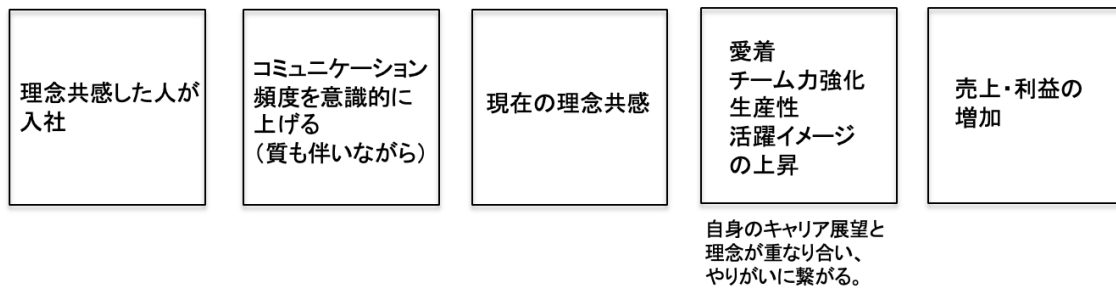 理念共感した人が
入社
コミュニケーション
頻度を意識的に
上げる
（質も伴いながら）
現在の理念共感
愛着
チーム力強化
生産性
活躍イメージ
の上昇
売上・利益の
増加
自身のキャリア展望と
理念が重なり合い、
やりがいに繋がる。